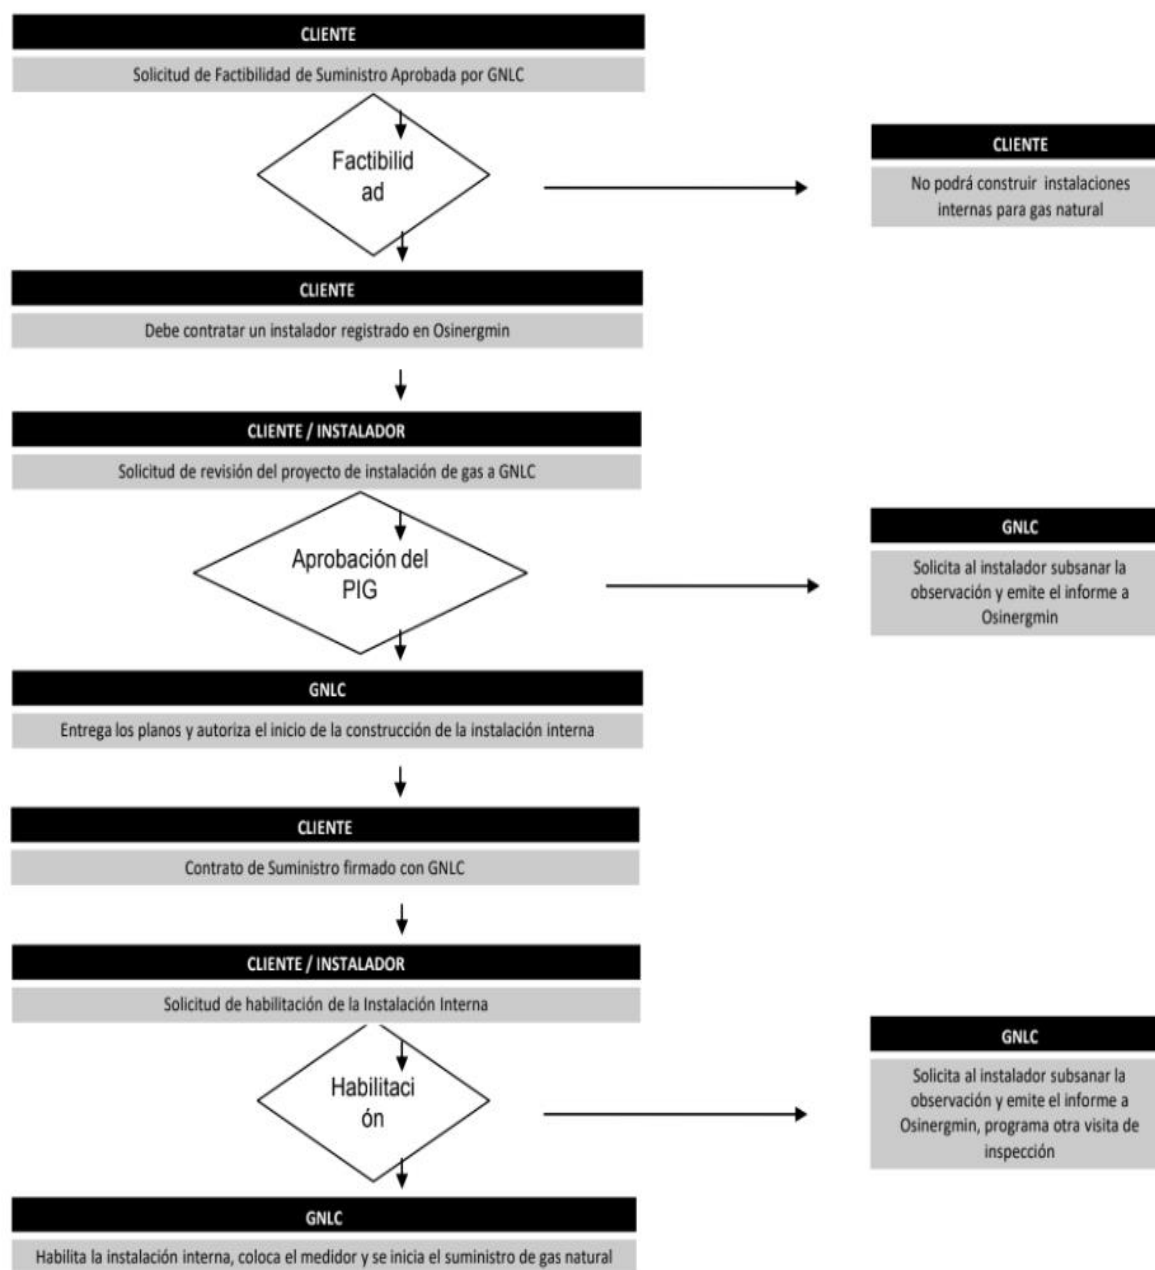 CLIENTE
Solicitud de Factibilidad de Suministro Aprobada por GNLC
Factibilid
ad
CLIENTE
No podrá construir instalaciones
internas para gas natural
CLIENTE
Debe contratar un instalador registrado en Osinergmin
CLIENTE / INSTALADOR
Solicitud de revisión del proyecto de instalación de gas a GNLC
Aprobación del
PIG
GNLC
Solicita al instalador subsanar la
observación y emite el informe a
Osinergmin
GNLC
Entrega los planos y autoriza el inicio de la construcción de la instalación interna
CLIENTE
Contrato de Suministro firmado con GNLC
CLIENTE / INSTALADOR
Solicitud de habilitación de la Instalación Interna
Habilitaci
ón
GNLC
Solicita al instalador subsanar la
observación y emite el informe a
Osinergmin, programa otra visita de
inspección
GNLC
Habilita la instalación interna, coloca el medidor y se inicia el suministro de gas natural